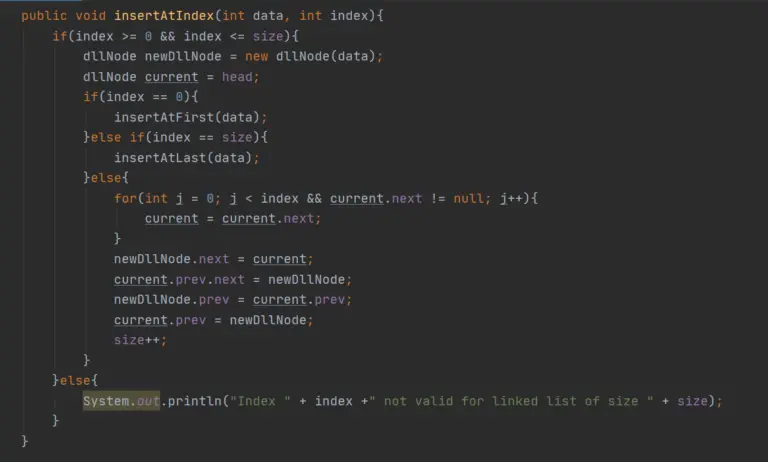 public void insertAtIndex(int data, int index){
    if(index >= 0 && index <= size){
        dllNode newDllNode = new dllNode(data);
        dllNode current = head;
        if(index == 0){
            insertAtFirst(data);
        }else if(index == size){
            insertAtLast(data);
        }else{
            for(int j = 0; j < index && current.next != null; j++){
                current = current.next;
            }
            newDllNode.next = current;
            current.prev.next = newDllNode;
            newDllNode.prev = current.prev;
            current.prev = newDllNode;
            size++;
        }
    }else{
        System.out.println("Index " + index +" not valid for linked list of size " + size);
    }
}